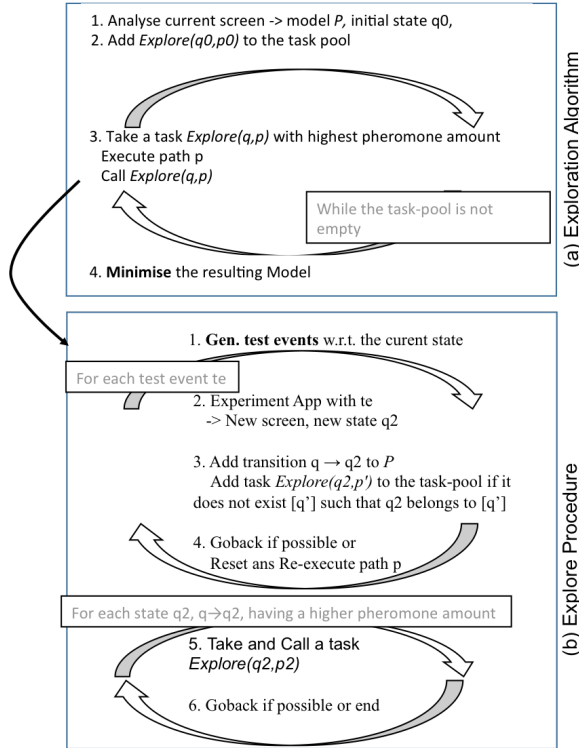 1. Analyse current screen -> model P, initial state q0,
2. Add Explore(q0,p0) to the task pool
3. Take a task Explore(q,p) with highest pheromone amount
Execute path p
Call Explore(q,p)
While the task-pool is not
empty
4. Minimise the resulting Model
(a) Exploration Algorithm
1. Gen. test events w.r.t. the curent state
For each test event te
2. Experiment App with te
-> New screen, new state q2
3. Add transition q → q2 to P
Add task Explore(q2,p') to the task-pool if it
does not exist [q’] such that q2 belongs to [q’]
4. Goback if possible or
Reset ans Re-execute path p
For each state q2, q→q2, having a higher pheromone amount
5. Take and Call a task
Explore(q2,p2)
6. Goback if possible or end
(b) Explore Procedure